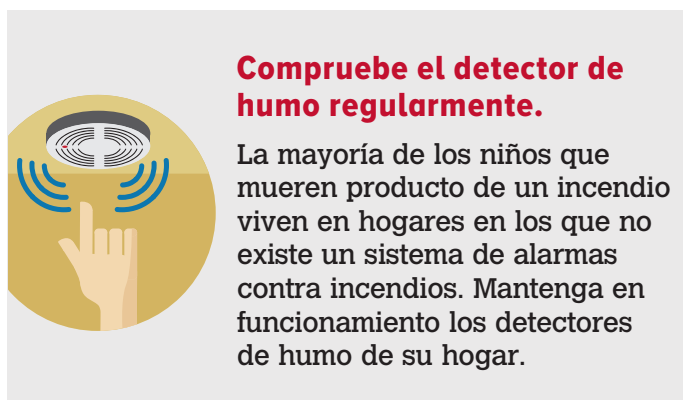 Compruebe el detector de
humo regularmente.
La mayoría de los niños que
mueren producto de un incendio
viven en hogares en los que no
existe un sistema de alarmas
contra incendios. Mantenga en
funcionamiento los detectores
de humo de su hogar.